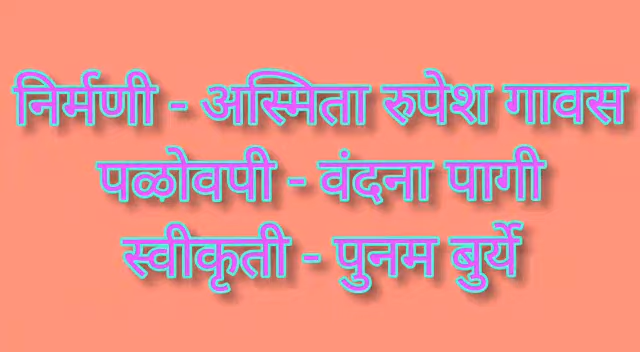 निर्मणी - अस्मिता रुपेश गावस
पळोवपी - वंदना पागी
स्वीकृती - पुनम बुर्ये